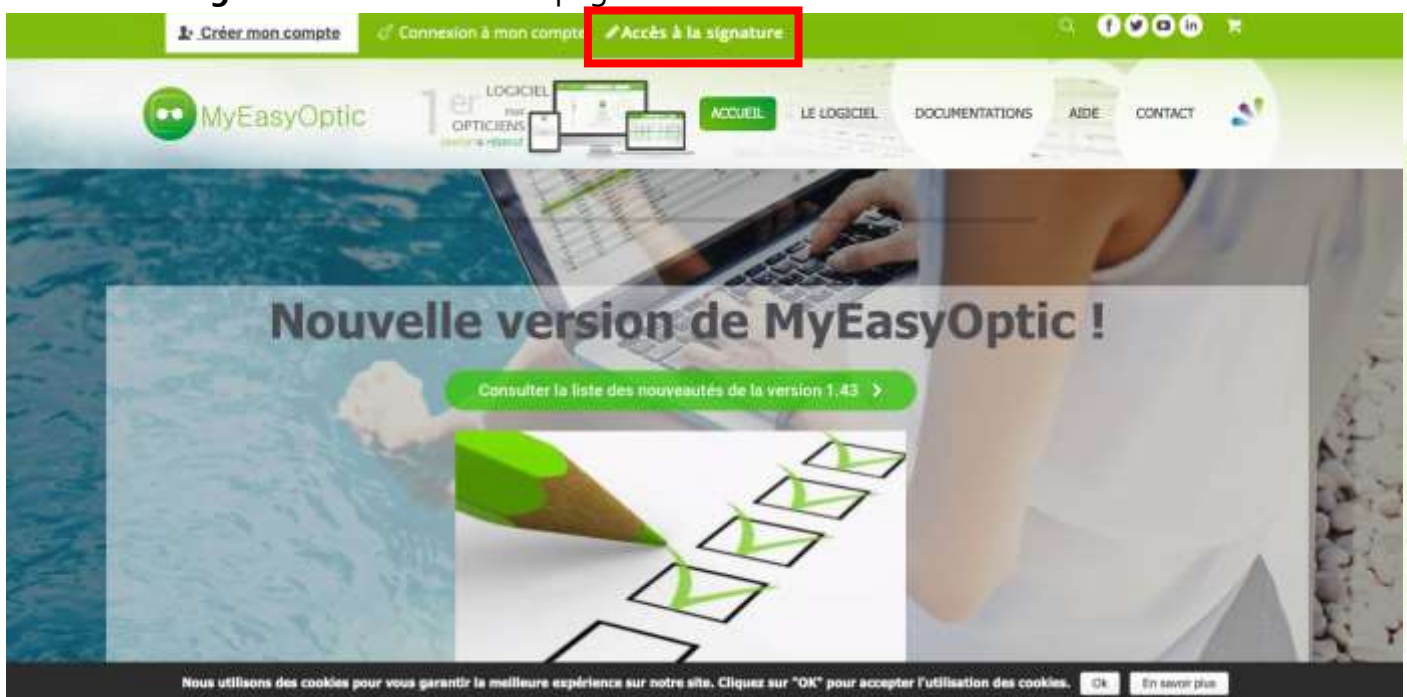 Créer mon compte
Connexion à mon compte
Accès à la signature
MyEasyOptic
1er LOGICIEL
PAR
OPTICIENS
ACCUEIL
LE LOGICIEL
DOCUMENTATIONS
AIDE
CONTACT
Nouvelle version de MyEasyOptic !
Consulter la liste des nouveautés de la version 1.43 >
Nous utilisons des cookies pour vous garantir la meilleure expérience sur notre site. Cliquez sur "OK" pour accepter l'utilisation des cookies.
Ok
En savoir plus